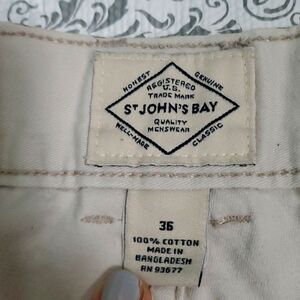 HONEST
GENUINE
REGISTERED
U.S.
TRADE MARK
ST JOHN'S BAY
QUALITY
MENSWEAR
WELL-MADE
CLASSIC
36
100% COTTON
MADE IN
BANGLADESH
RN 93677